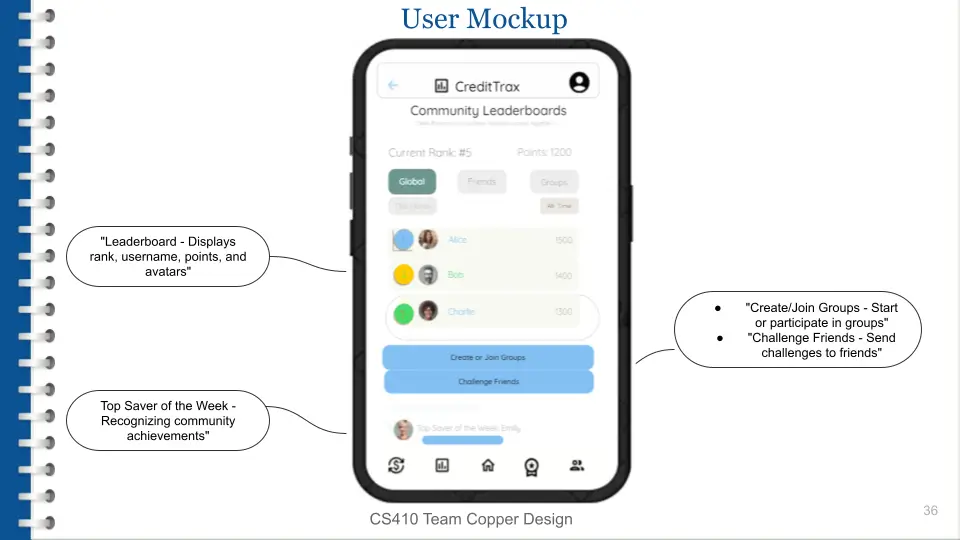 User Mockup
CreditTrax
Community Leaderboards
Current Rank: #5
Points: 1200
Global
Friends
Groups
Time
Alice
1500
Bob
1400
Charlie
1300
Create or Join Groups
Challenge Friends
Top Saver of the Week: Emily
"Leaderboard - Displays
rank, username, points, and
avatars"
Top Saver of the Week -
Recognizing community
achievements"
● "Create/Join Groups - Start
or participate in groups"
● "Challenge Friends - Send
challenges to friends"
CS410 Team Copper Design
36